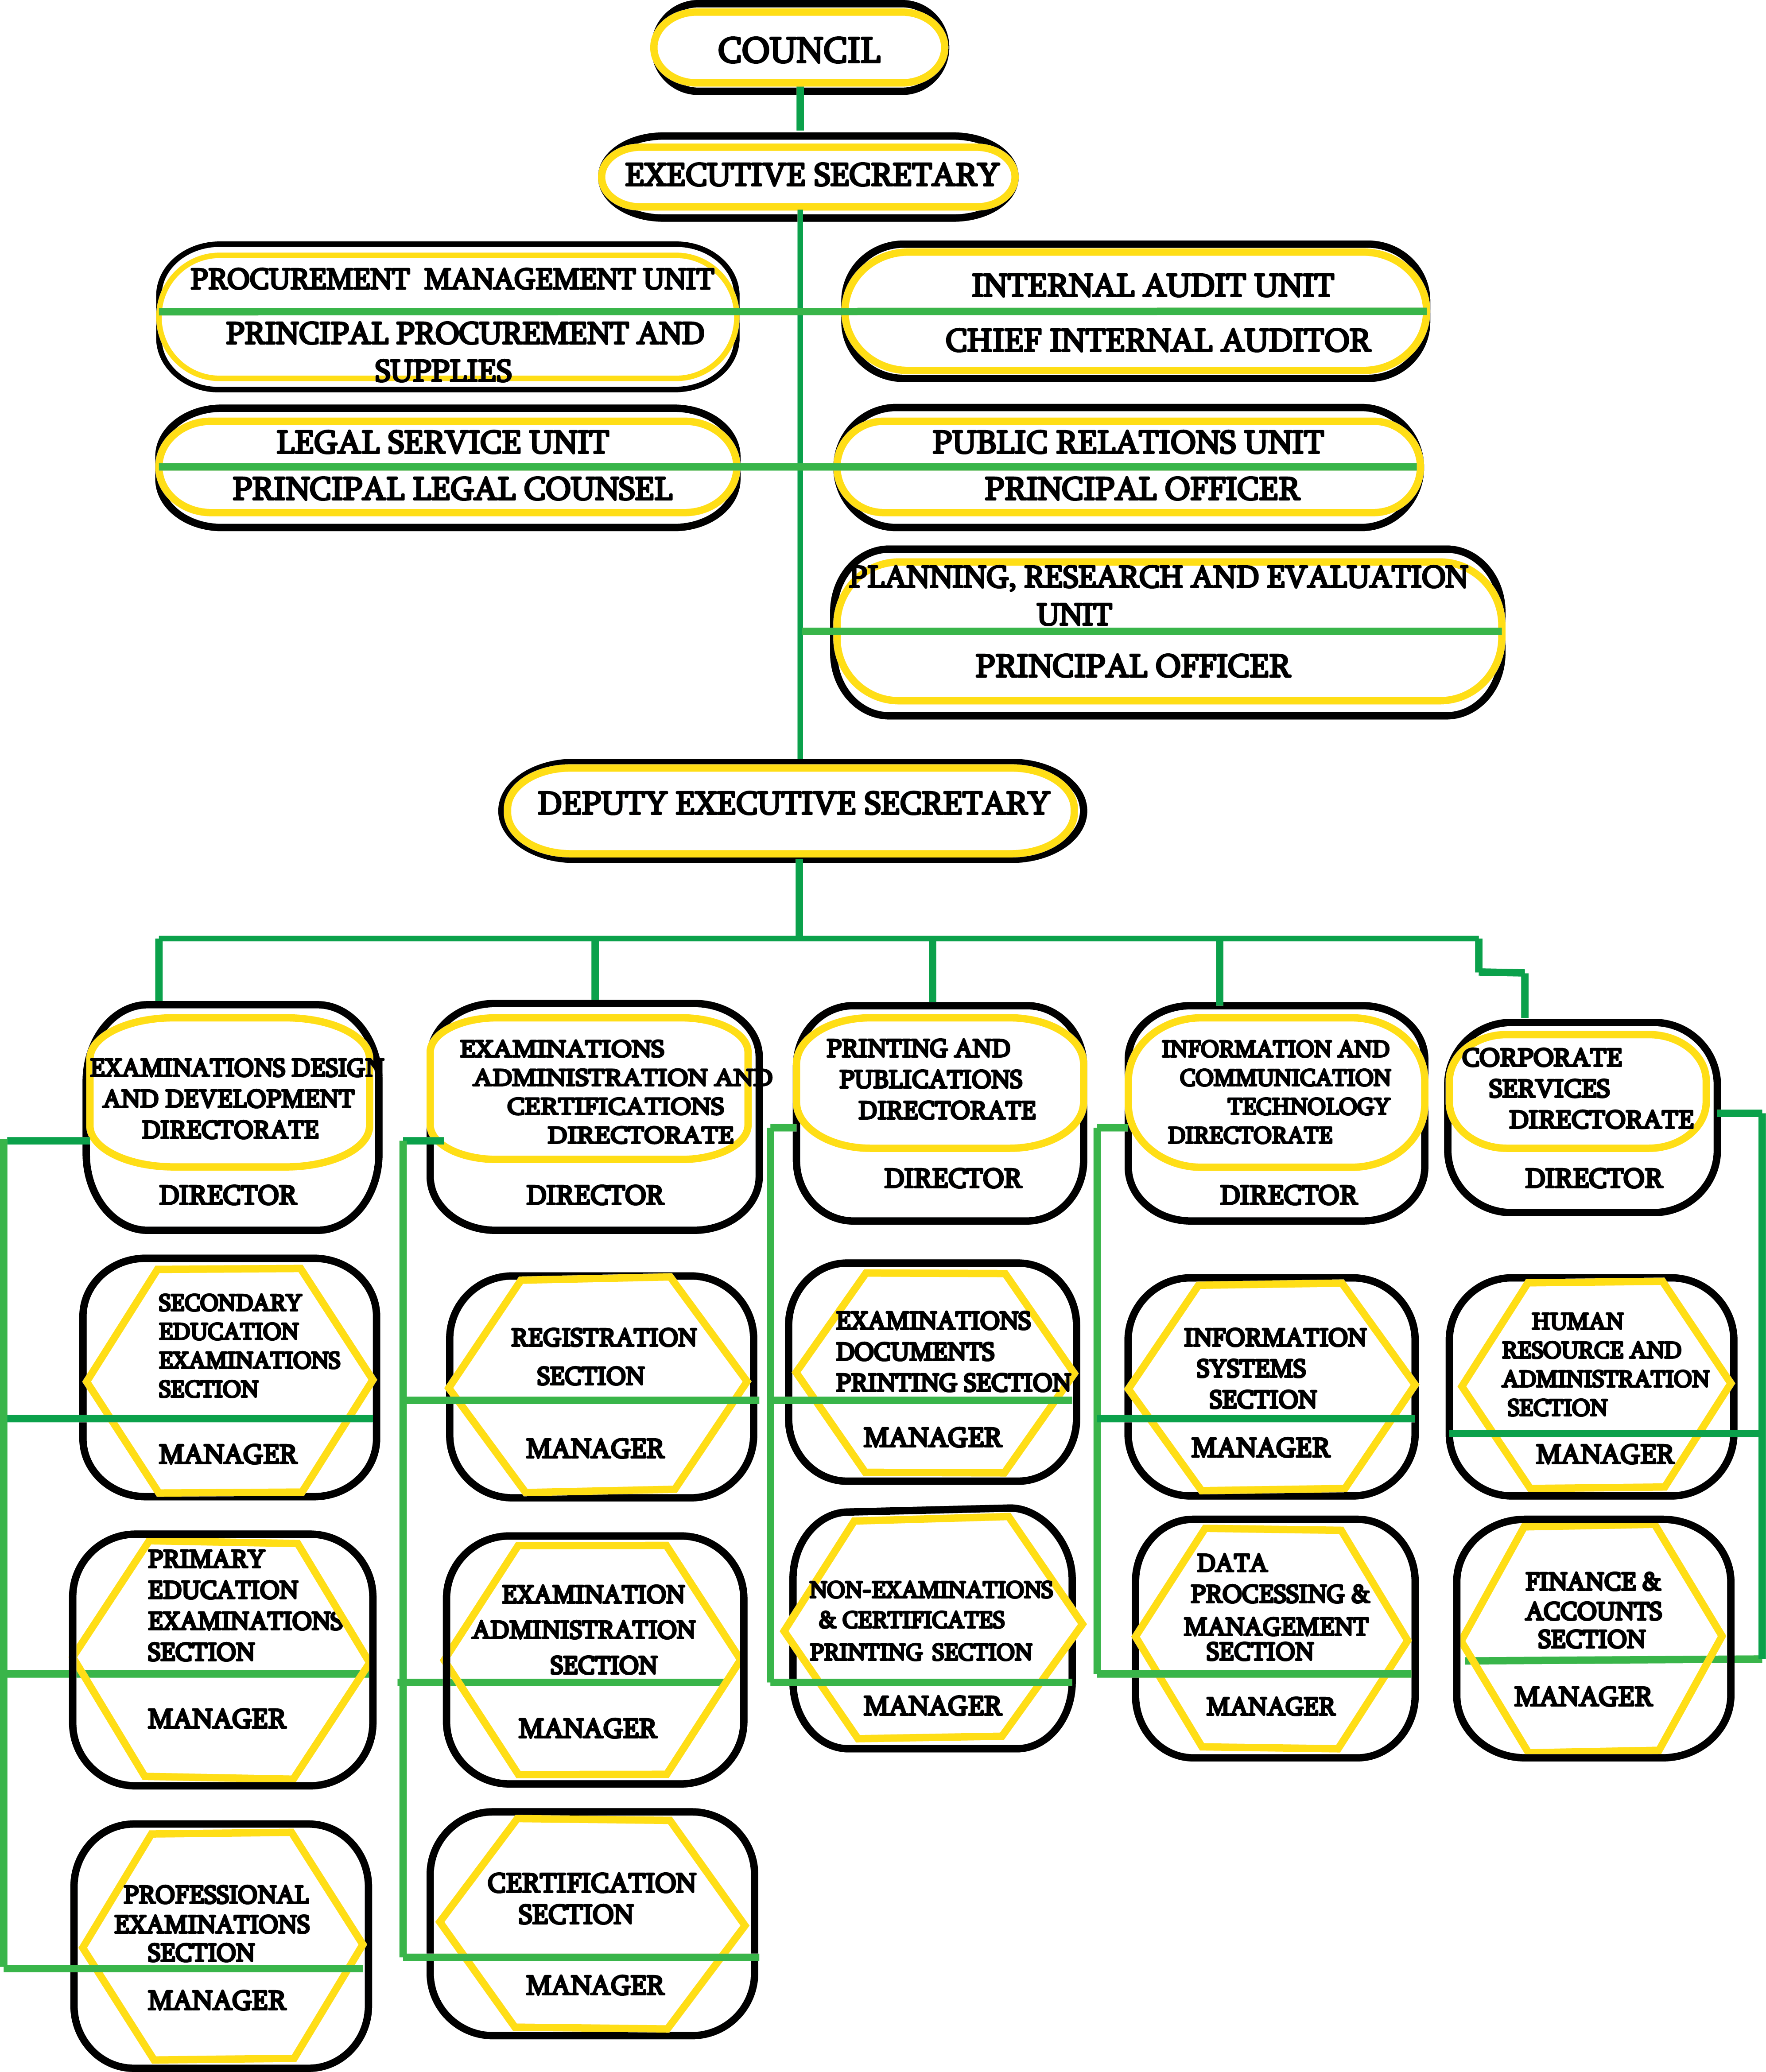 COUNCIL
EXECUTIVE SECRETARY
PROCUREMENT MANAGEMENT UNIT
PRINCIPAL PROCUREMENT AND
SUPPLIES
INTERNAL AUDIT UNIT
CHIEF INTERNAL AUDITOR
LEGAL SERVICE UNIT
PRINCIPAL LEGAL COUNSEL
PUBLIC RELATIONS UNIT
PRINCIPAL OFFICER
PLANNING, RESEARCH AND EVALUATION
UNIT
PRINCIPAL OFFICER
DEPUTY EXECUTIVE SECRETARY
EXAMINATIONS DESIGN
AND DEVELOPMENT
DIRECTORATE
DIRECTOR
EXAMINATIONS
ADMINISTRATION AND
CERTIFICATIONS
DIRECTORATE
DIRECTOR
PRINTING AND
PUBLICATIONS
DIRECTORATE
DIRECTOR
INFORMATION AND
COMMUNICATION
TECHNOLOGY
DIRECTORATE
DIRECTOR
CORPORATE
SERVICES
DIRECTORATE
DIRECTOR
SECONDARY
EDUCATION
EXAMINATIONS
SECTION
MANAGER
REGISTRATION
SECTION
MANAGER
EXAMINATIONS
DOCUMENTS
PRINTING SECTION
MANAGER
INFORMATION
SYSTEMS
SECTION
MANAGER
HUMAN
RESOURCE AND
ADMINISTRATION
SECTION
MANAGER
PRIMARY
EDUCATION
EXAMINATIONS
SECTION
MANAGER
EXAMINATION
ADMINISTRATION
SECTION
MANAGER
NON-EXAMINATIONS
& CERTIFICATES
PRINTING SECTION
MANAGER
DATA
PROCESSING &
MANAGEMENT
SECTION
MANAGER
FINANCE &
ACCOUNTS
SECTION
MANAGER
PROFESSIONAL
EXAMINATIONS
SECTION
MANAGER
CERTIFICATION
SECTION
MANAGER